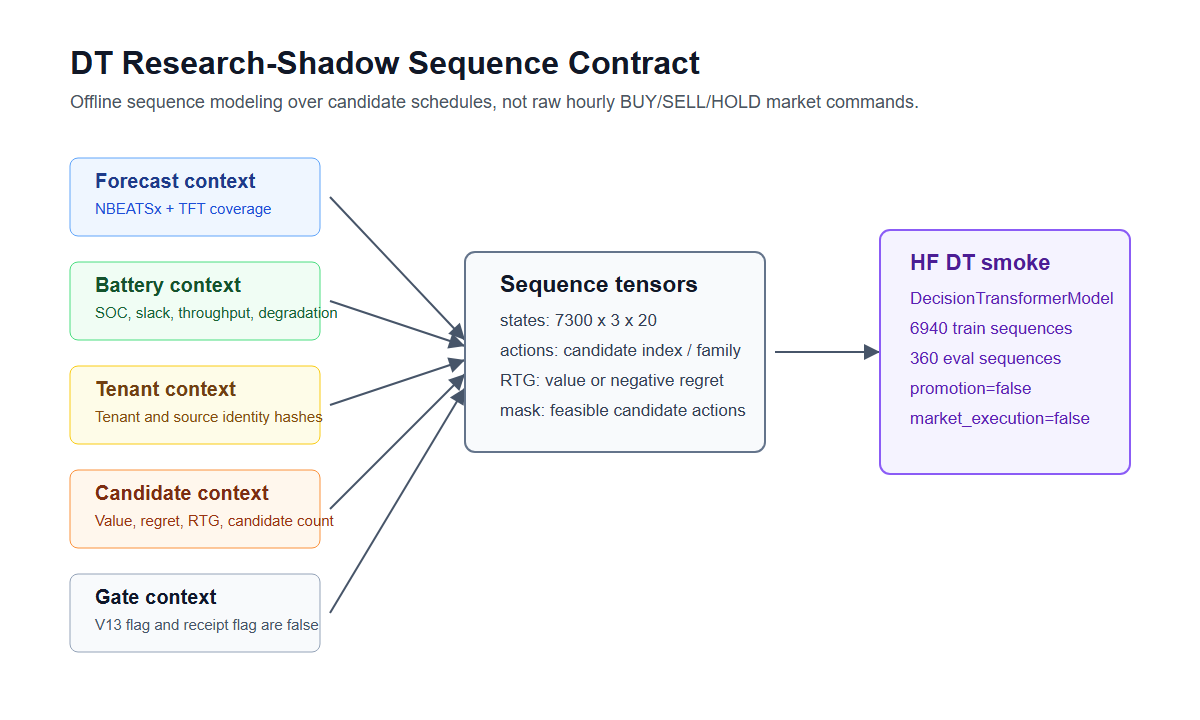 DT Research-Shadow Sequence Contract
Offline sequence modeling over candidate schedules, not raw hourly BUY/SELL/HOLD market commands.
Forecast context
NBEATSx + TFT coverage
Battery context
SOC, slack, throughput, degradation
Tenant context
Tenant and source identity hashes
Candidate context
Value, regret, RTG, candidate count
Gate context
V13 flag and receipt flag are false
Sequence tensors
states: 7300 x 3 x 20
actions: candidate index / family
RTG: value or negative regret
mask: feasible candidate actions
HF DT smoke
DecisionTransformerModel
6940 train sequences
360 eval sequences
promotion=false
market_execution=false